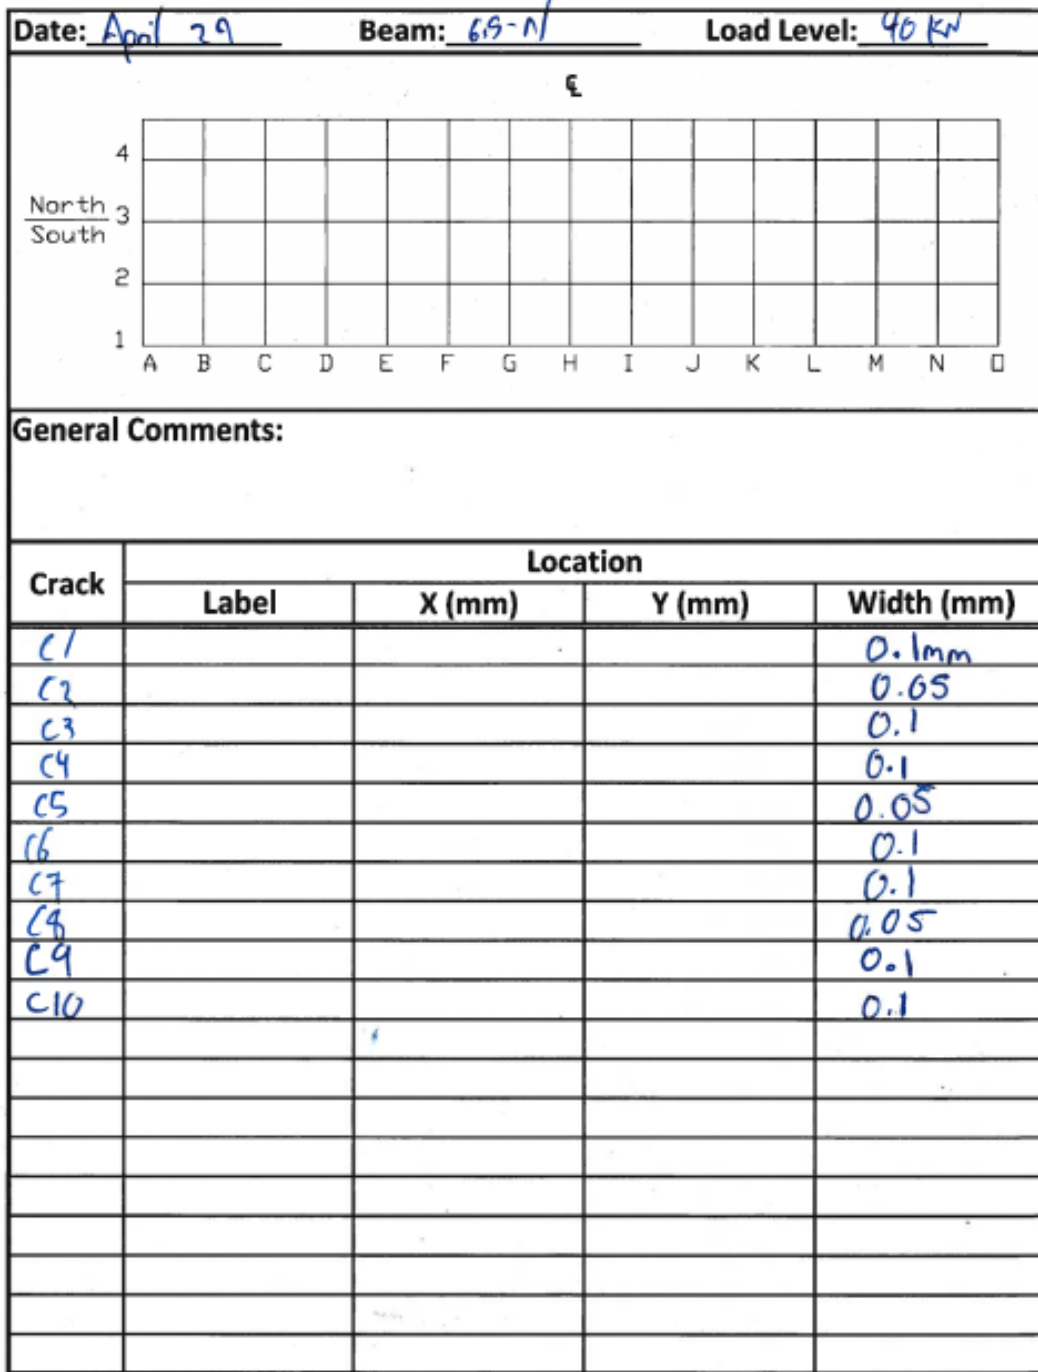 Date: April 29 Beam: 6.5-N Load Level: 40 KN
℄
4
North 3
South
2
1
A B C D E F G H I J K L M N O
General Comments:
Crack Location
Label X (mm) Y (mm) Width (mm)
C1 0.1mm
C2 0.05
C3 0.1
C4 0.1
C5 0.05
C6 0.1
C7 0.1
C8 0.05
C9 0.1
C10 0.1